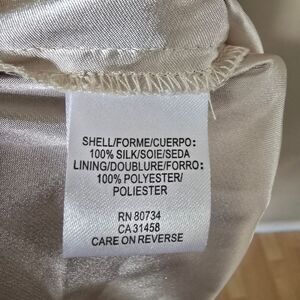 SHELL/FORME/CUERPO:
100% SILK/SOIE/SEDA
LINING/DOUBLURE/FORRO:
100% POLYESTER/
POLIESTER
RN 80734
CA 31458
CARE ON REVERSE